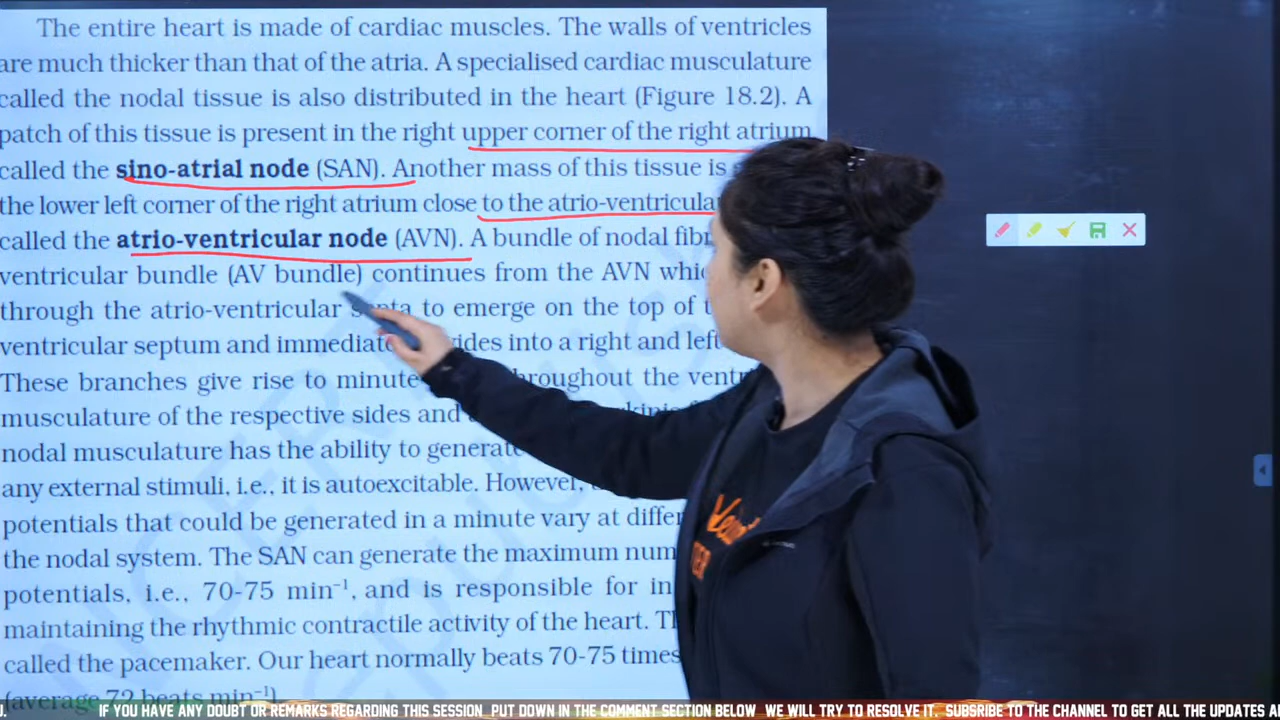 The entire heart is made of cardiac muscles. The walls of ventricles
are much thicker than that of the atria. A specialised cardiac musculature
called the nodal tissue is also distributed in the heart (Figure 18.2). A
patch of this tissue is present in the right upper corner of the right atrium
called the sino-atrial node (SAN). Another mass of this tissue is
the lower left corner of the right atrium close to the atrio-ventricula
called the atrio-ventricular node (AVN). A bundle of nodal fib
ventricular bundle (AV bundle) continues from the AVN whic
through the atrio-ventricular septa to emerge on the top of t
ventricular septum and immediate ides into a right and left
These branches give rise to minute roughout the ventr
musculature of the respective sides and
nodal musculature has the ability to generate
any external stimuli, i.e., it is autoexcitable. However,
potentials that could be generated in a minute vary at differ
the nodal system. The SAN can generate the maximum num
potentials, i.e., 70-75 min⁻¹, and is responsible for in
maintaining the rhythmic contractile activity of the heart. T
called the pacemaker. Our heart normally beats 70-75 times
(average 72 beats min⁻¹).
U. IF YOU HAVE ANY DOUBT OR REMARKS REGARDING THIS SESSION PUT DOWN IN THE COMMENT SECTION BELOW WE WILL TRY TO RESOLVE IT. SUBSRIBE TO THE CHANNEL TO GET ALL THE UPDATES A